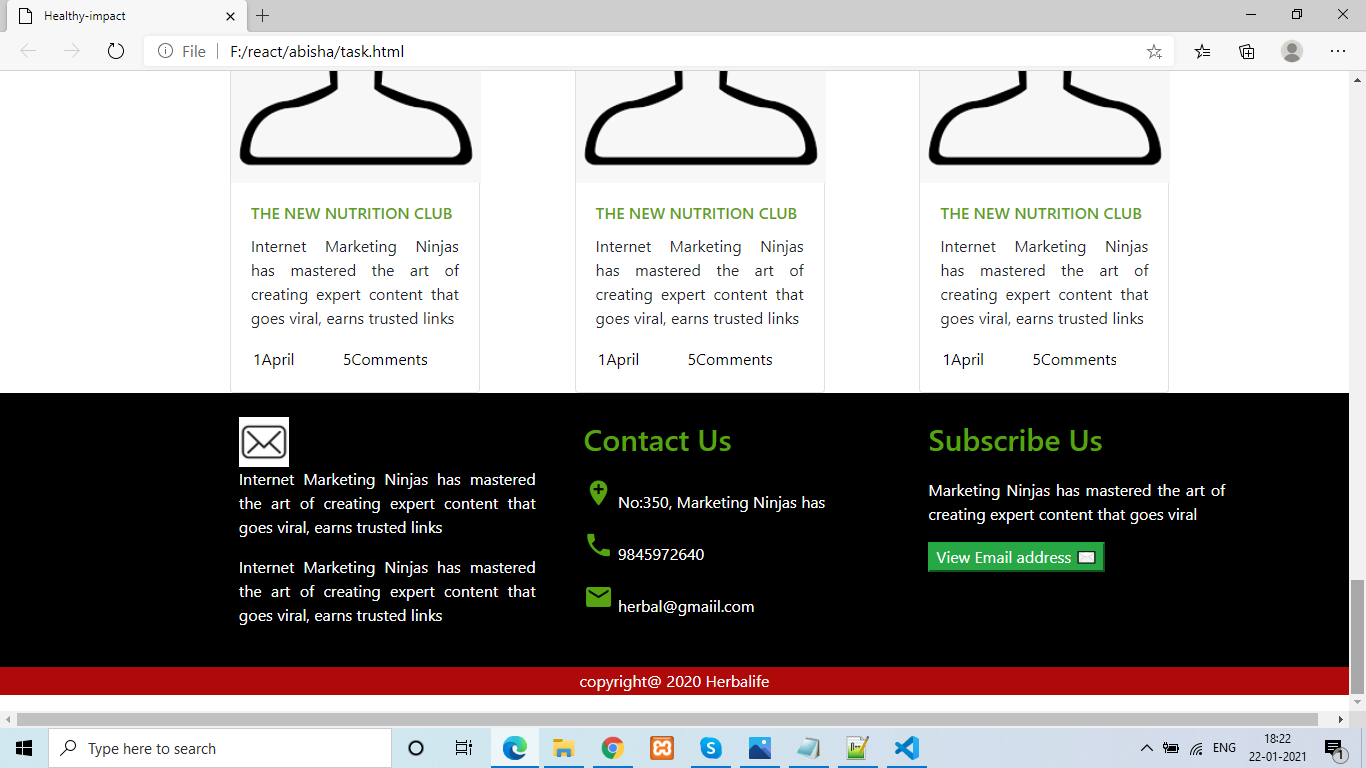 Healthy-impact
File
F:/react/abisha/task.html
THE NEW NUTRITION CLUB
Internet Marketing Ninjas
has mastered the art of
creating expert content that
goes viral, earns trusted links
1April 5Comments
THE NEW NUTRITION CLUB
Internet Marketing Ninjas
has mastered the art of
creating expert content that
goes viral, earns trusted links
1April 5Comments
THE NEW NUTRITION CLUB
Internet Marketing Ninjas
has mastered the art of
creating expert content that
goes viral, earns trusted links
1April 5Comments
Internet Marketing Ninjas has mastered
the art of creating expert content that
goes viral, earns trusted links
Internet Marketing Ninjas has mastered
the art of creating expert content that
goes viral, earns trusted links
Contact Us
No:350, Marketing Ninjas has
9845972640
herbal@gmaiil.com
Subscribe Us
Marketing Ninjas has mastered the art of
creating expert content that goes viral
View Email address
copyright@ 2020 Herbalife
Type here to search
ENG
18:22
22-01-2021
1